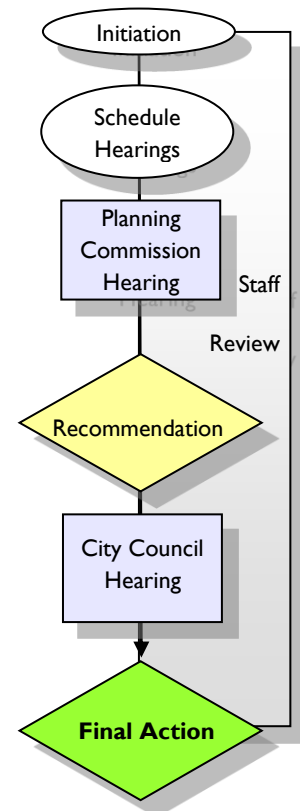 Initiation
Schedule
Hearings
Planning
Commission
Hearing
Staff
Review
Recommendation
City Council
Hearing
Final Action